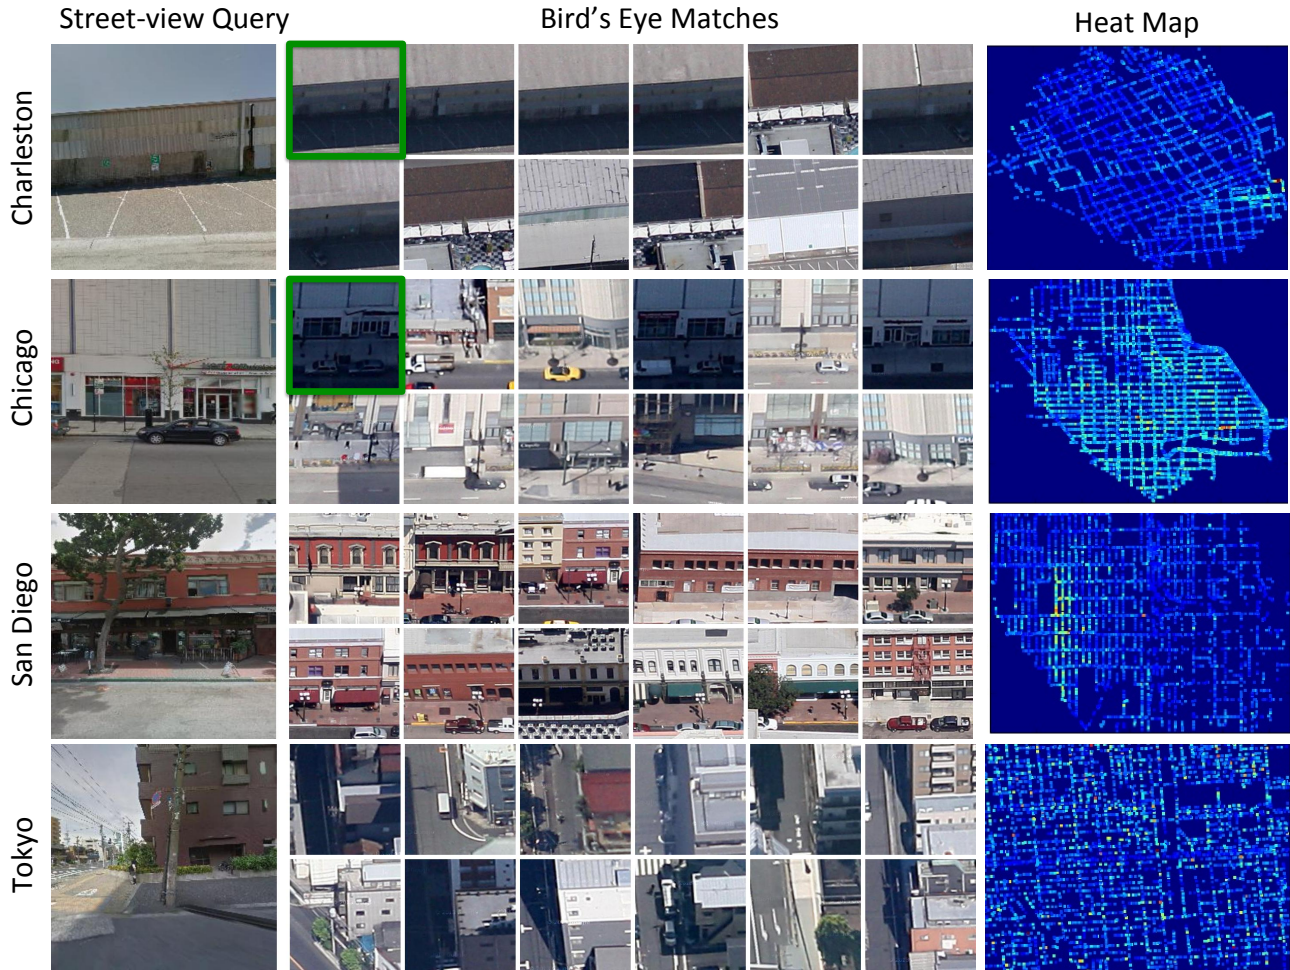 Street-view Query
Bird's Eye Matches
Heat Map
Charleston
Chicago
San Diego
Tokyo